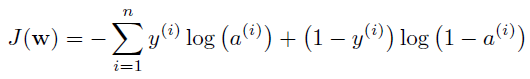 J(w) = − ∑_{i=1}^{n} y^{(i)} log (a^{(i)}) + (1 − y^{(i)}) log (1 − a^{(i)})